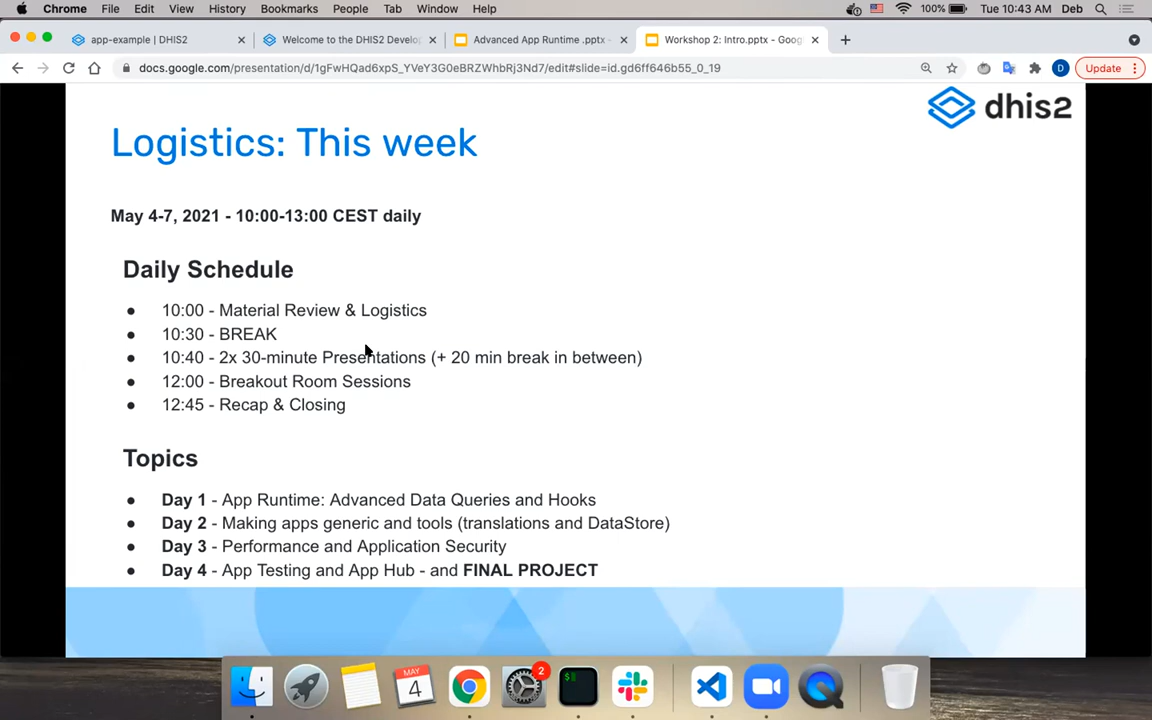 Chrome File Edit View History Bookmarks People Tab Window Help 100% Tue 10:43 AM Deb
app-example | DHIS2
Welcome to the DHIS2 Develo
Advanced App Runtime .pptx -
Workshop 2: Intro.pptx - Goog
docs.google.com/presentation/d/1gFwHQad6xpS_YVeY3G0eBRZWhbRj3Nd7/edit#slide=id.gd6ff646b55_0_19
D
Update
dhis2
Logistics: This week
May 4-7, 2021 - 10:00-13:00 CEST daily
Daily Schedule
● 10:00 - Material Review & Logistics
● 10:30 - BREAK
● 10:40 - 2x 30-minute Presentations (+ 20 min break in between)
● 12:00 - Breakout Room Sessions
● 12:45 - Recap & Closing
Topics
● Day 1 - App Runtime: Advanced Data Queries and Hooks
● Day 2 - Making apps generic and tools (translations and DataStore)
● Day 3 - Performance and Application Security
● Day 4 - App Testing and App Hub - and FINAL PROJECT
MAY
4
2
$